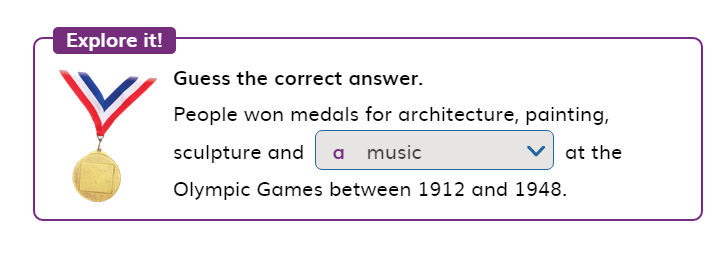 Explore it!
Guess the correct answer.
People won medals for architecture, painting,
sculpture and a music at the
Olympic Games between 1912 and 1948.